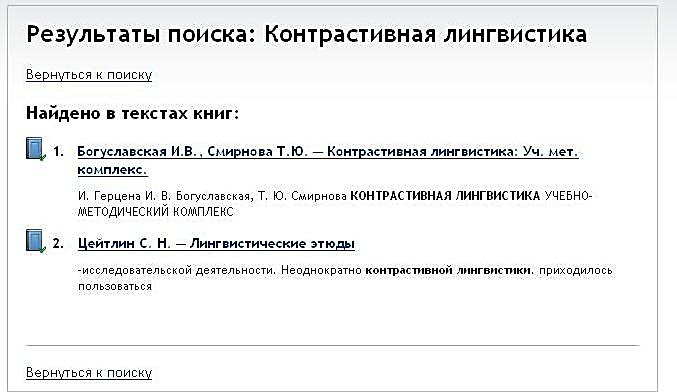 Результаты поиска: Контрастивная лингвистика
Вернуться к поиску
Найдено в текстах книг:
1. Богуславская И.В., Смирнова Т.Ю. — Контрастивная лингвистика: Уч. мет.
комплекс.
И. Герцена И. В. Богуславская, Т. Ю. Смирнова КОНТРАСТИВНАЯ ЛИНГВИСТИКА УЧЕБНО-
МЕТОДИЧЕСКИЙ КОМПЛЕКС
2. Цейтлин С. Н. — Лингвистические этюды
-исследовательской деятельности. Неоднократно контрастивной лингвистики. приходилось
пользоваться
Вернуться к поиску